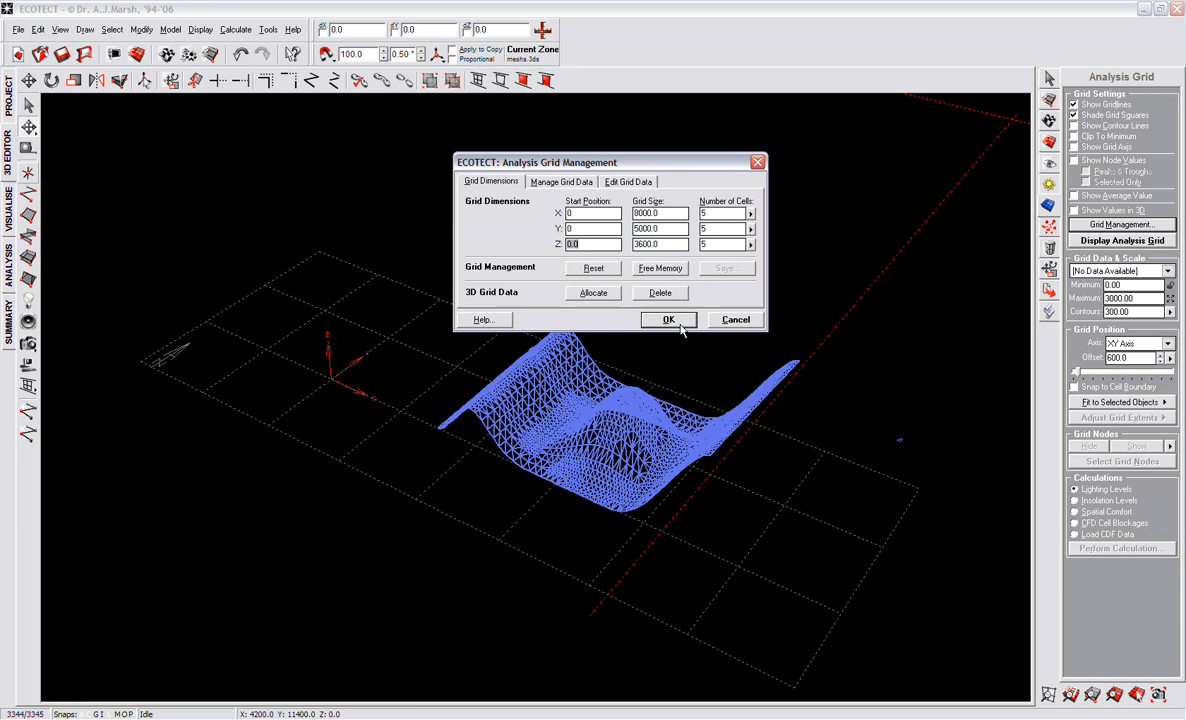 ECOTECT - © Dr. A.J.Marsh, '94-'06
File Edit View Draw Select Modify Model Display Calculate Tools Help
dX 0.0 dY 0.0 dZ 0.0
100.0 0.50 ° Apply to Copy Proportional Current Zone meshs.3ds
PROJECT
3D EDITOR
VISUALISE
ANALYSIS
SUMMARY
ECOTECT: Analysis Grid Management
Grid Dimensions Manage Grid Data Edit Grid Data
Grid Dimensions Start Position: Grid Size: Number of Cells:
X: 0 8000.0 5
Y: 0 5000.0 5
Z: 0.0 3600.0 5
Grid Management Reset Free Memory Save...
3D Grid Data Allocate Delete
Help... OK Cancel
Analysis Grid
Grid Settings
Show Gridlines
Shade Grid Squares
Show Contour Lines
Clip To Minimum
Show Grid Axis
Show Node Values
Peaks & Troughs
Selected Only
Show Average Value
Show Values in 3D
Grid Management...
Display Analysis Grid
Grid Data & Scale
[No Data Available]
Minimum: 0.00
Maximum: 3000.00
Contours: 300.00
Grid Position
Axis: XY Axis
Offset: 600.0
Snap to Cell Boundary
Fit to Selected Objects
Adjust Grid Extents
Grid Nodes
Hide Show
Select Grid Nodes
Calculations
Lighting Levels
Insolation Levels
Spatial Comfort
CFD Cell Blockages
Load CDF Data
Perform Calculation...
3344/3345 Snaps: G I M O P Idle X: 4200.0 Y: 11400.0 Z: 0.0